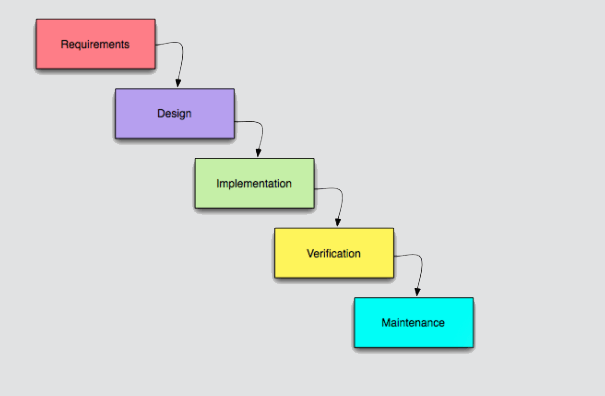 Requirements
Design
Implementation
Verification
Maintenance